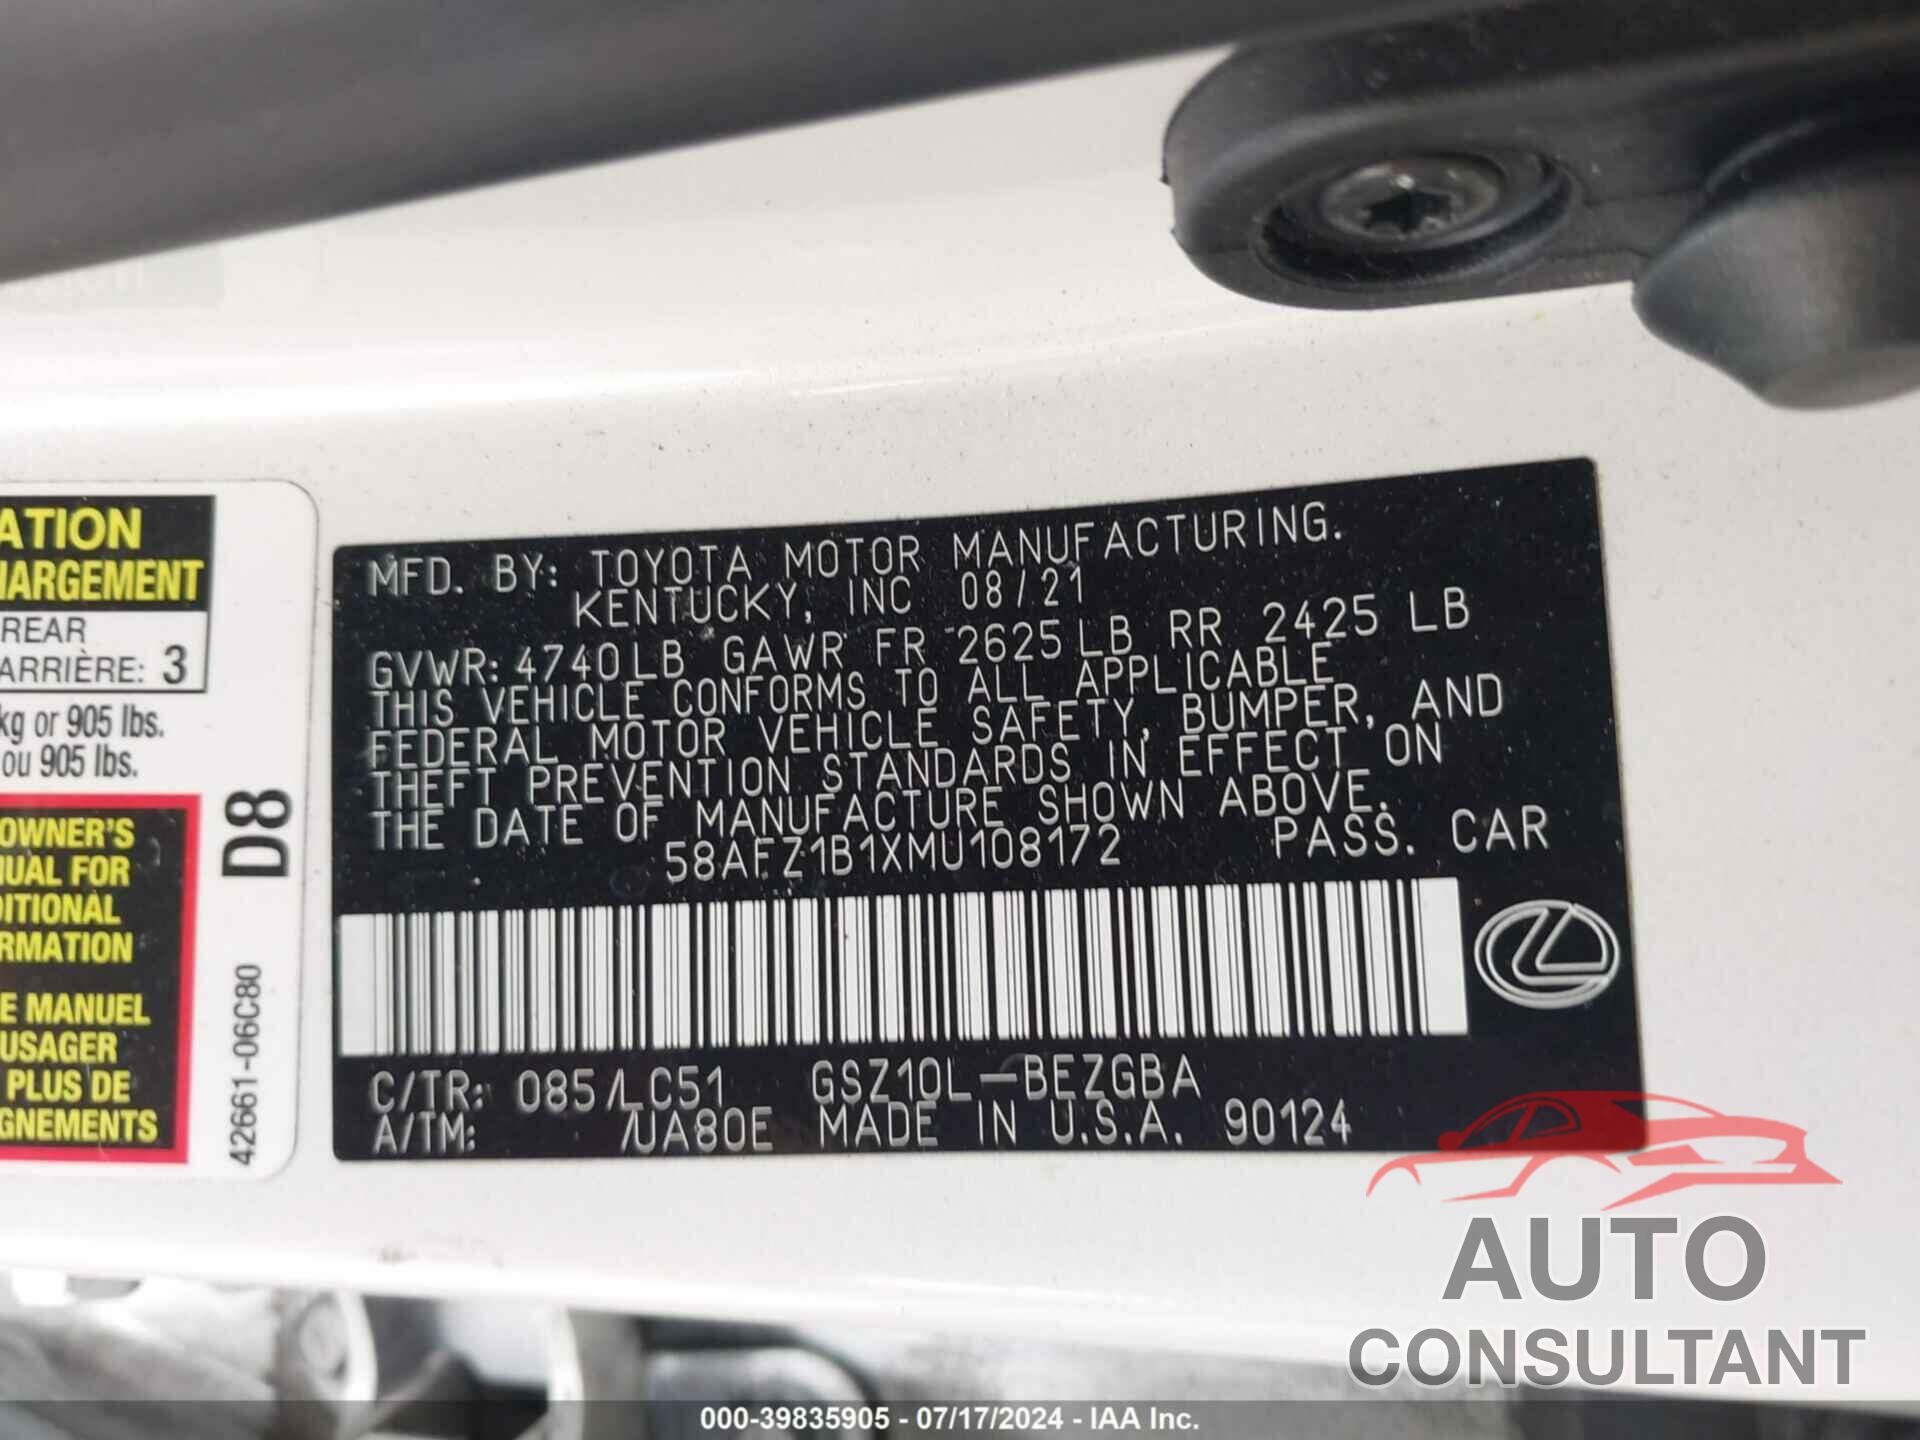 ATION
HARGEMENT
REAR
ARRIÈRE: 3
kg or 905 lbs.
ou 905 lbs.
OWNER'S
UAL FOR
DITIONAL
RMATION
E MANUEL
USAGER
PLUS DE
GNEMENTS
D8
42661-06C80
MFD. BY: TOYOTA MOTOR MANUFACTURING.
KENTUCKY, INC 08/21
GVWR: 4740LB GAWR FR 2625LB RR 2425 LB
THIS VEHICLE CONFORMS TO ALL APPLICABLE
FEDERAL MOTOR VEHICLE SAFETY, BUMPER, AND
THEFT PREVENTION STANDARDS IN EFFECT ON
THE DATE OF MANUFACTURE SHOWN ABOVE.
58AFZ1B1XMU108172 PASS. CAR
C/TR: 085/LC51 GSZ10L-BEZGBA
A/TM: /UA80E MADE IN U.S.A. 90124
AUTO
CONSULTANT
000-39835905 - 07/17/2024 - IAA Inc.